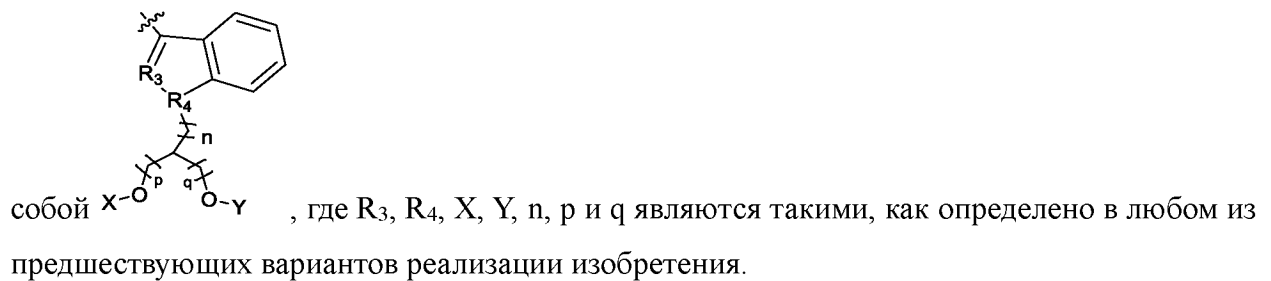 R₃
R₄
n
p q
X-O O-Y
собой , где R₃, R₄, X, Y, n, p и q являются такими, как определено в любом из
предшествующих вариантов реализации изобретения.